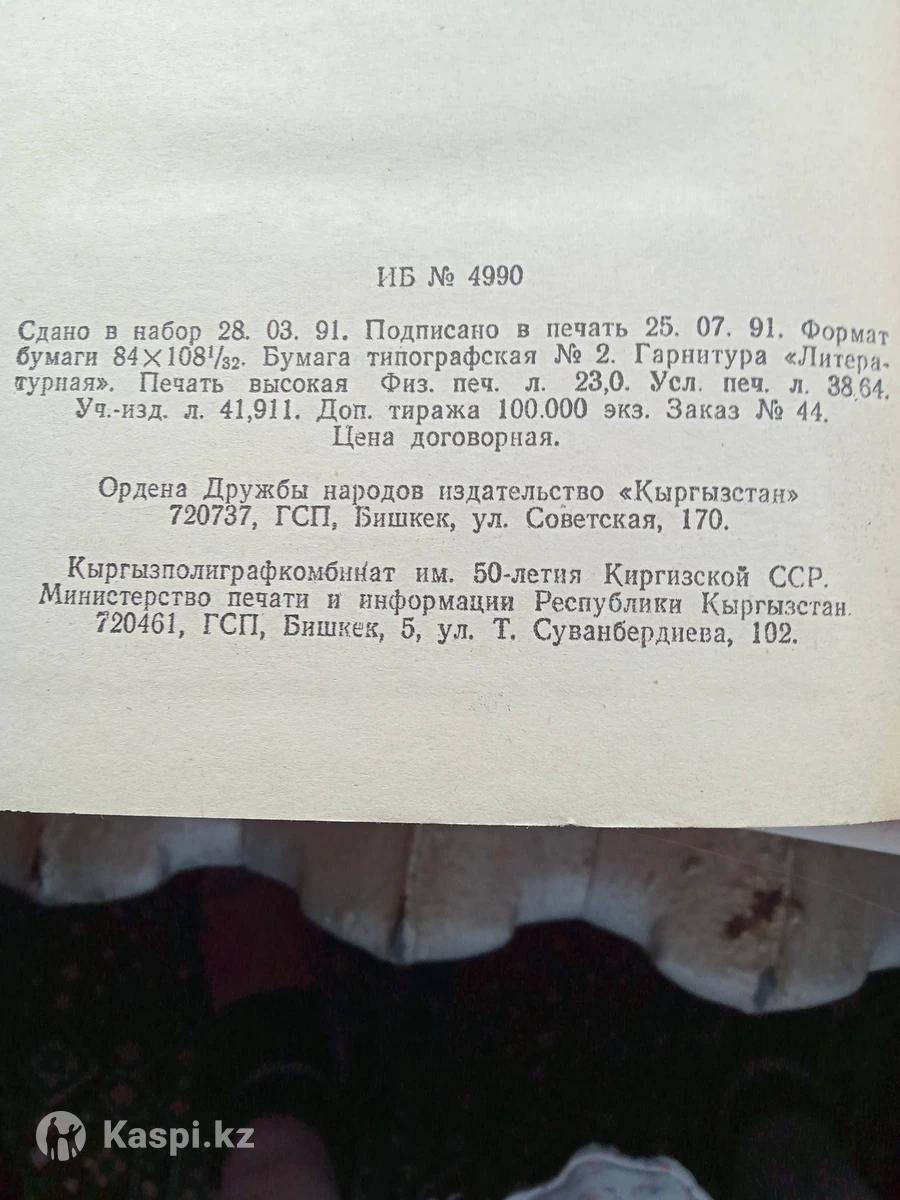 ИБ № 4990
Сдано в набор 28. 03. 91. Подписано в печать 25. 07. 91. Формат
бумаги 84×108¹/₃₂. Бумага типографская № 2. Гарнитура «Литера-
турная». Печать высокая Физ. печ. л. 23,0. Усл. печ. л. 38,64.
Уч.-изд. л. 41,911. Доп. тиража 100.000 экз. Заказ № 44.
Цена договорная.
Ордена Дружбы народов издательство «Кыргызстан»
720737, ГСП, Бишкек, ул. Советская, 170.
Кыргызполиграфкомбинат им. 50-летия Киргизской ССР.
Министерство печати и информации Республики Кыргызстан.
720461, ГСП, Бишкек, 5, ул. Т. Суванбердиева, 102.
Kaspi.kz